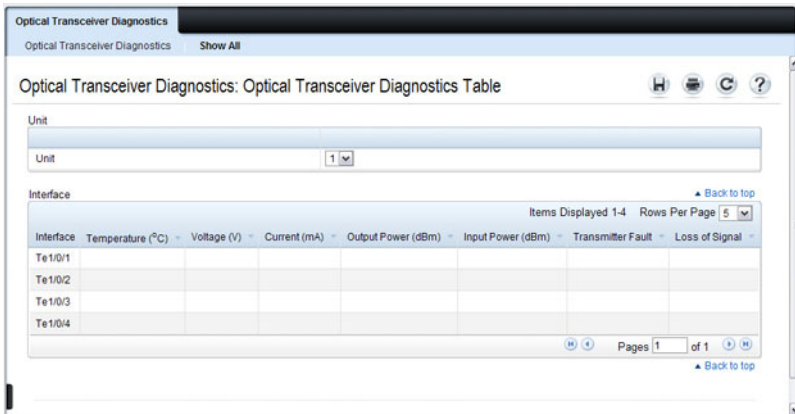 Optical Transceiver Diagnostics
Optical Transceiver Diagnostics Show All
Optical Transceiver Diagnostics: Optical Transceiver Diagnostics Table
Unit
Unit 1
Interface ▲ Back to top
Items Displayed 1-4 Rows Per Page 5
Interface Temperature (°C) Voltage (V) Current (mA) Output Power (dBm) Input Power (dBm) Transmitter Fault Loss of Signal
Te1/0/1
Te1/0/2
Te1/0/3
Te1/0/4
Pages 1 of 1
▲ Back to top